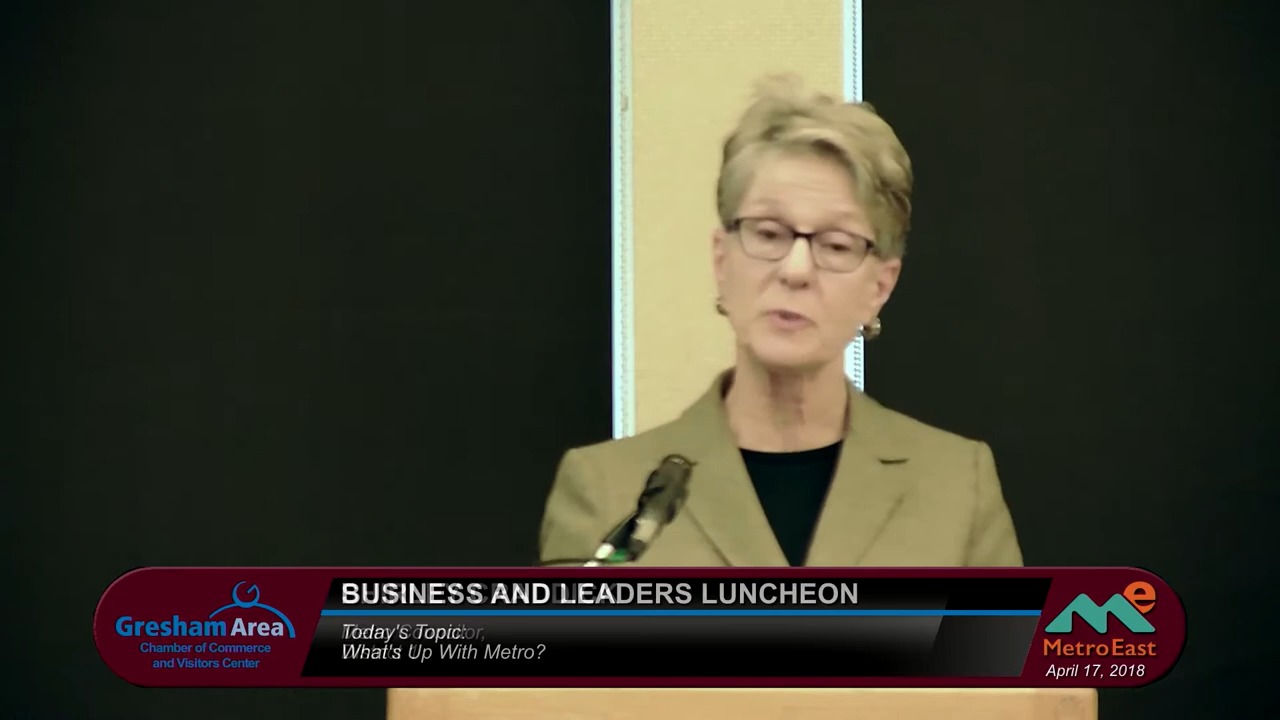 BUSINESS AND LEADERS LUNCHEON
Today's Topic:
What's Up With Metro?
Gresham Area
Chamber of Commerce
and Visitors Center
Me
MetroEast
April 17, 2018